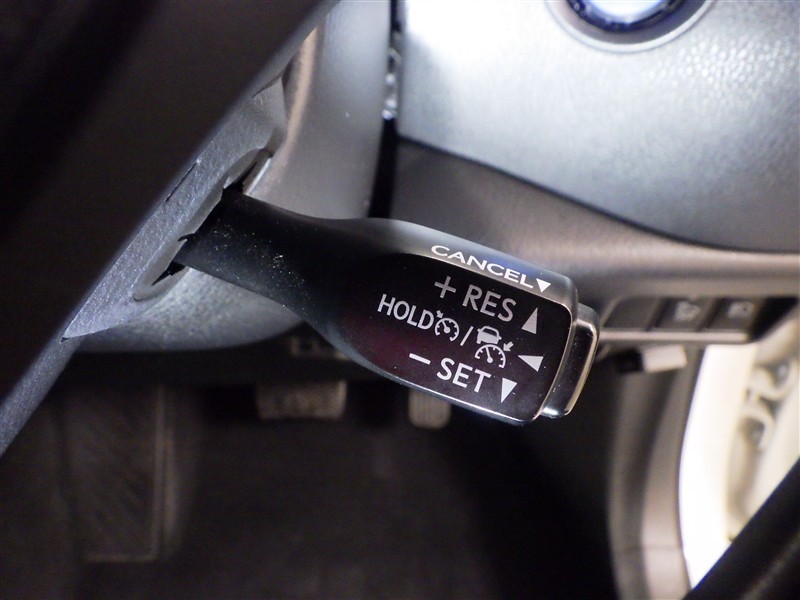 CANCEL▼
+ RES ▲
HOLD / ◀
− SET ▼